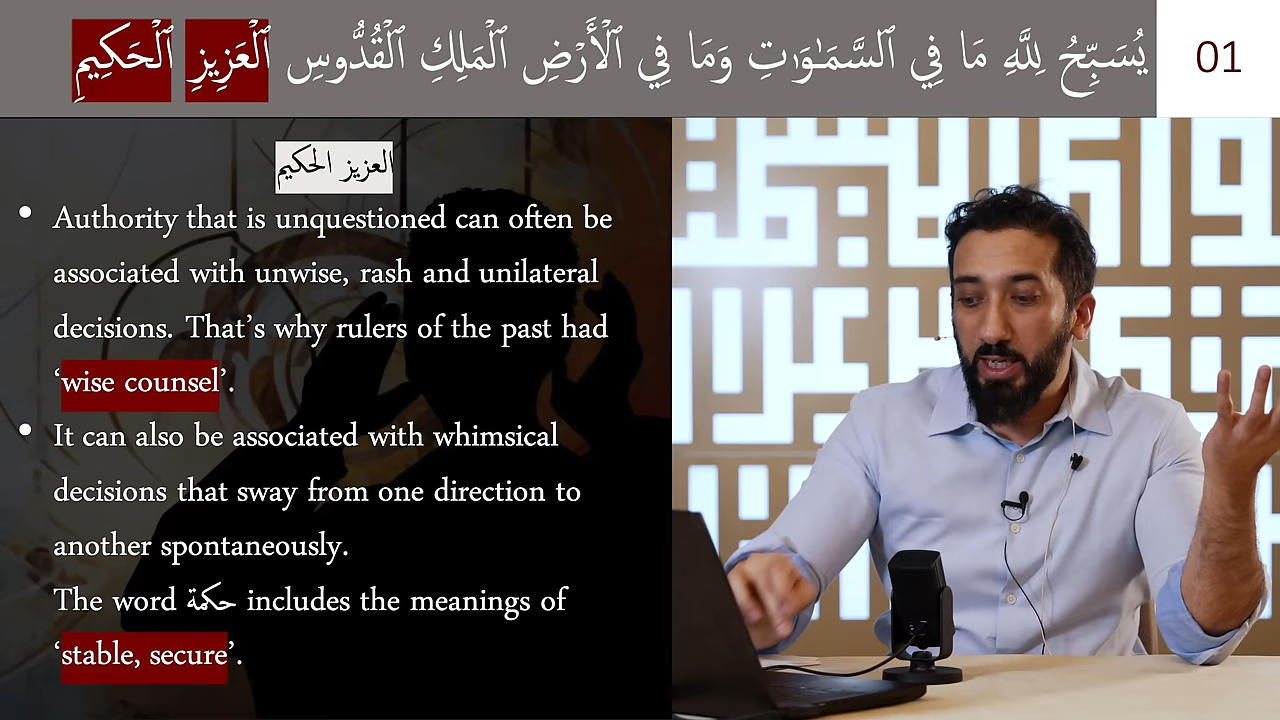 يُسَبِّحُ لِلَّهِ مَا فِي ٱلسَّمَـٰوَٰتِ وَمَا فِي ٱلْأَرْضِ ٱلْمَلِكِ ٱلْقُدُّوسِ ٱلْعَزِيزِ ٱلْحَكِيمِ
01
العزيز الحكيم
• Authority that is unquestioned can often be
associated with unwise, rash and unilateral
decisions. That’s why rulers of the past had
‘wise counsel’.
• It can also be associated with whimsical
decisions that sway from one direction to
another spontaneously.
The word حكمة includes the meanings of
‘stable, secure’.